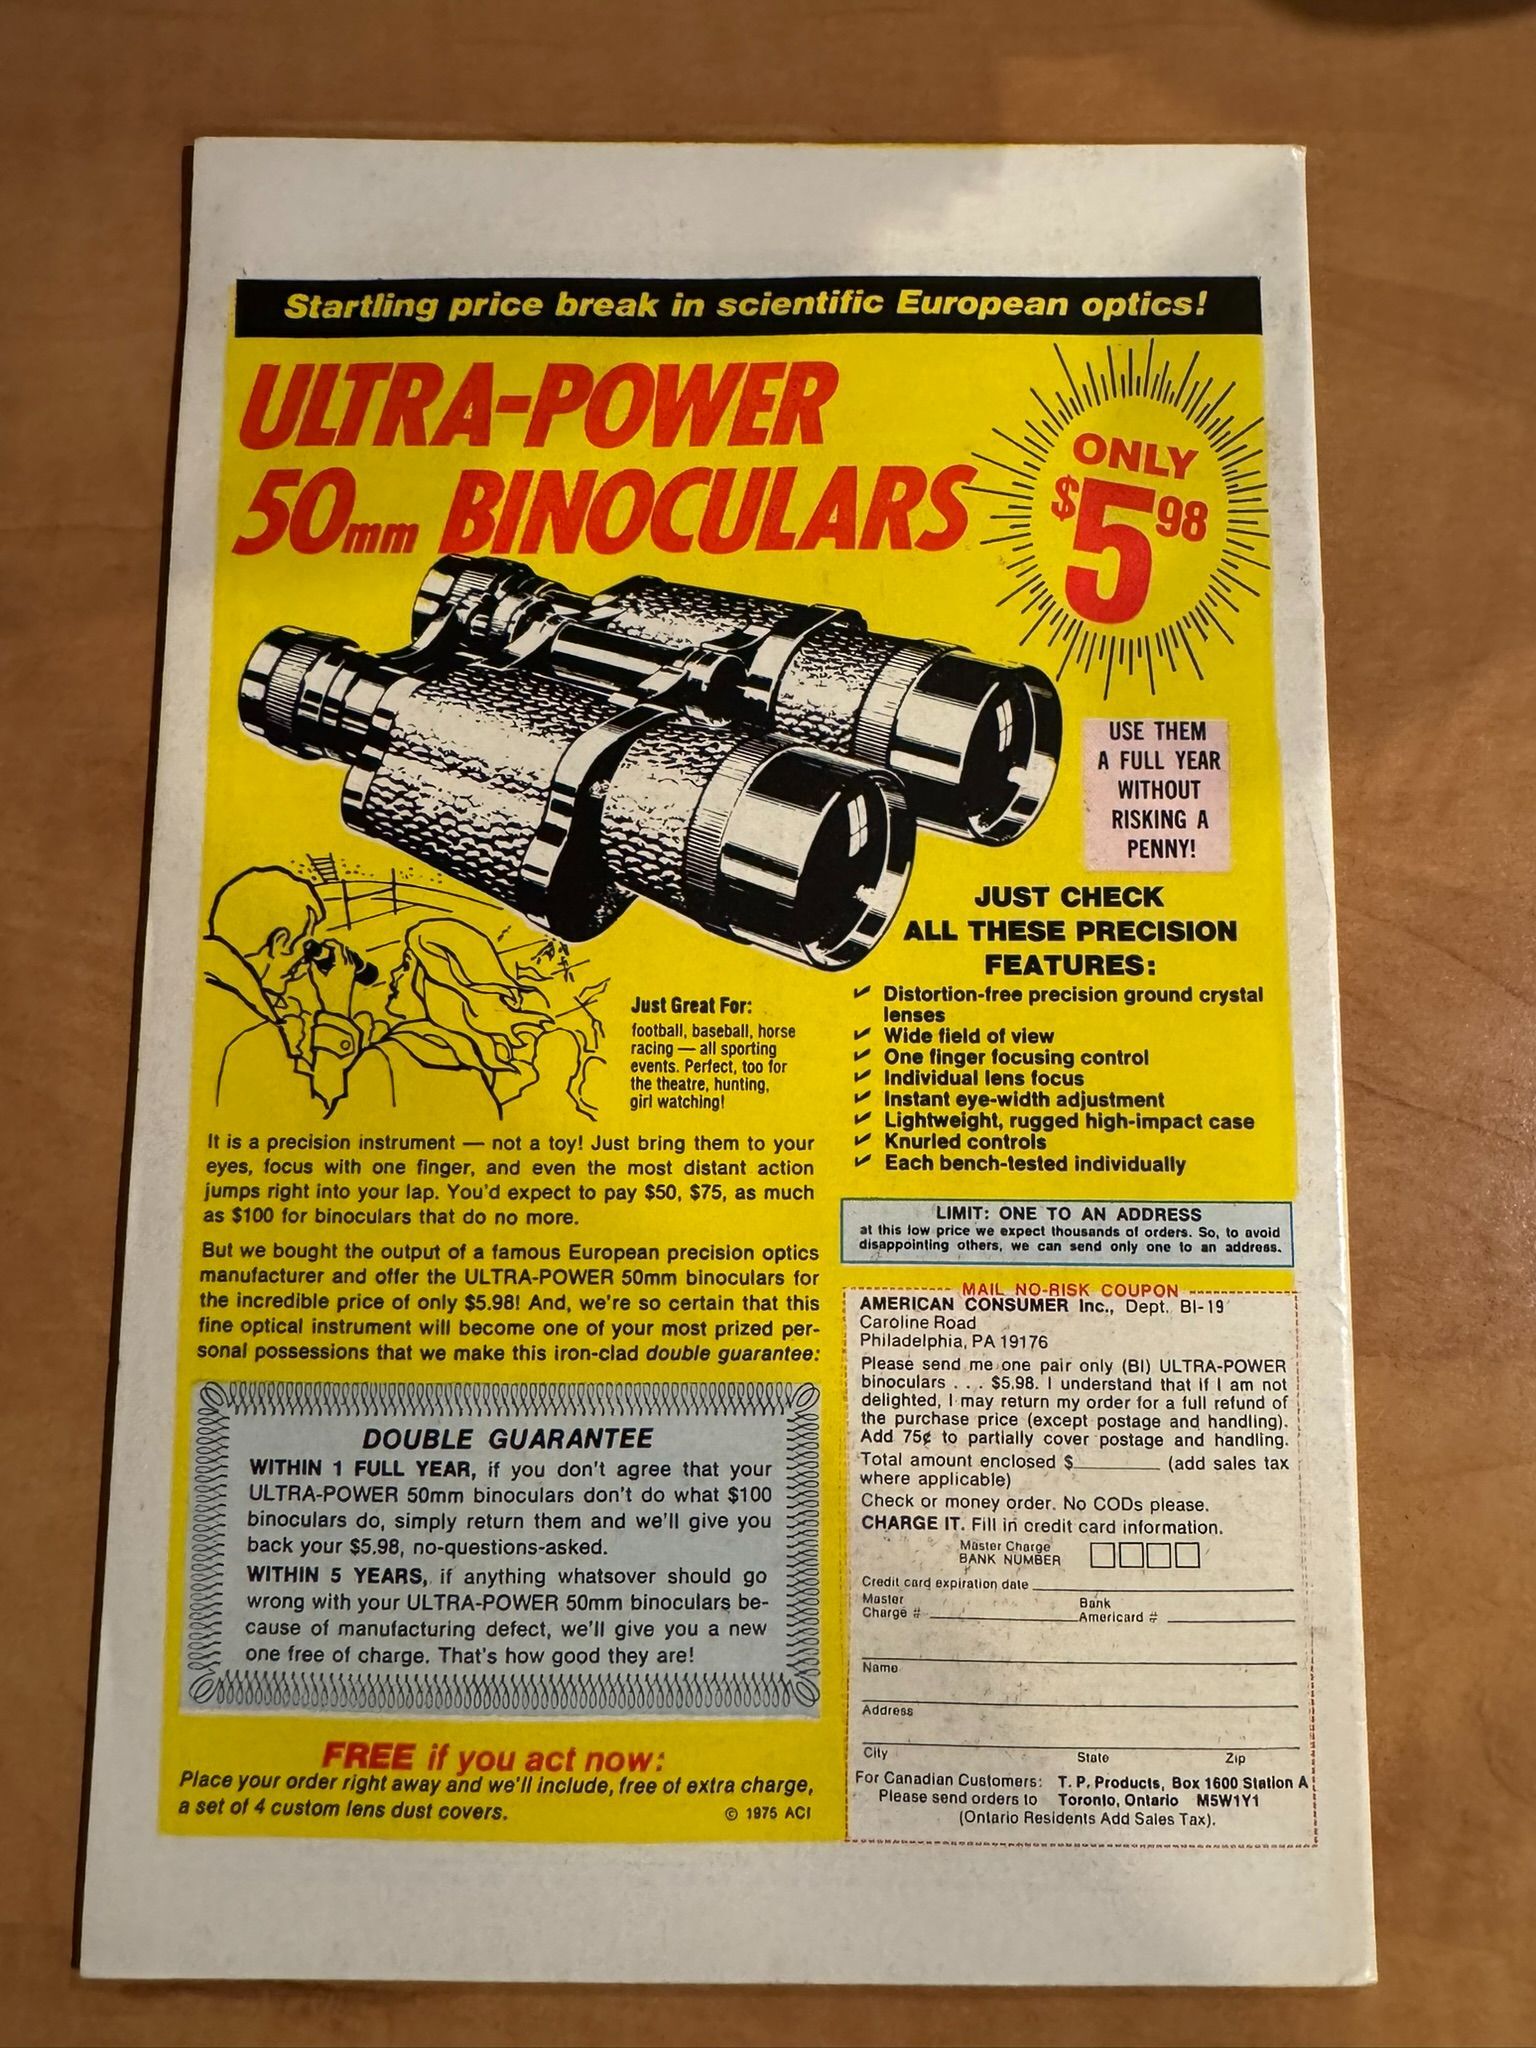 Startling price break in scientific European optics!
ULTRA-POWER
50mm BINOCULARS
ONLY
$5.98
USE THEM
A FULL YEAR
WITHOUT
RISKING A
PENNY!
JUST CHECK
ALL THESE PRECISION
FEATURES:
✓ Distortion-free precision ground crystal
lenses
✓ Wide field of view
✓ One finger focusing control
✓ Individual lens focus
✓ Instant eye-width adjustment
✓ Lightweight, rugged high-impact case
✓ Knurled controls
✓ Each bench-tested individually
Just Great For:
football, baseball, horse
racing — all sporting
events. Perfect, too for
the theatre, hunting,
girl watching!
It is a precision instrument — not a toy! Just bring them to your
eyes, focus with one finger, and even the most distant action
jumps right into your lap. You'd expect to pay $50, $75, as much
as $100 for binoculars that do no more.
But we bought the output of a famous European precision optics
manufacturer and offer the ULTRA-POWER 50mm binoculars for
the incredible price of only $5.98! And, we're so certain that this
fine optical instrument will become one of your most prized per-
sonal possessions that we make this iron-clad double guarantee:
DOUBLE GUARANTEE
WITHIN 1 FULL YEAR, if you don't agree that your
ULTRA-POWER 50mm binoculars don't do what $100
binoculars do, simply return them and we'll give you
back your $5.98, no-questions-asked.
WITHIN 5 YEARS, if anything whatsover should go
wrong with your ULTRA-POWER 50mm binoculars be-
cause of manufacturing defect, we'll give you a new
one free of charge. That's how good they are!
FREE if you act now:
Place your order right away and we'll include, free of extra charge,
a set of 4 custom lens dust covers.
© 1975 ACI
LIMIT: ONE TO AN ADDRESS
at this low price we expect thousands of orders. So, to avoid
disappointing others, we can send only one to an address.
MAIL NO-RISK COUPON
AMERICAN CONSUMER Inc., Dept. BI-19
Caroline Road
Philadelphia, PA 19176
Please send me one pair only (BI) ULTRA-POWER
binoculars . . . $5.98. I understand that if I am not
delighted, I may return my order for a full refund of
the purchase price (except postage and handling).
Add 75¢ to partially cover postage and handling.
Total amount enclosed $________ (add sales tax
where applicable)
Check or money order. No CODs please.
CHARGE IT. Fill in credit card information.
Master Charge
BANK NUMBER
Credit card expiration date
Master Charge #
Bank Americard #
Name
Address
City State Zip
For Canadian Customers: T. P. Products, Box 1600 Station A
Please send orders to Toronto, Ontario M5W1Y1
(Ontario Residents Add Sales Tax).